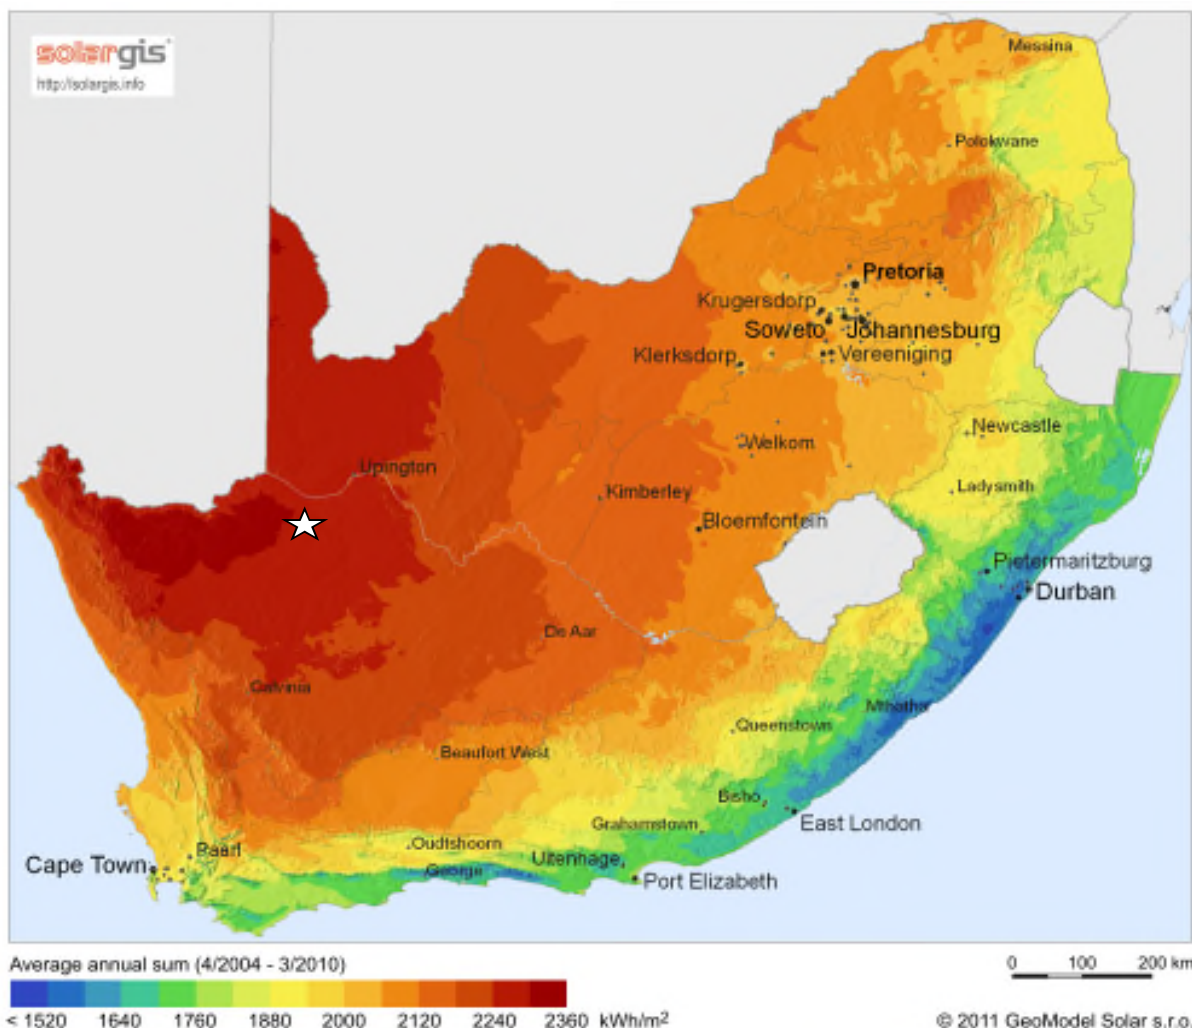 solargis
http://solargis.info
Messina
Polokwane
Pretoria
Krugersdorp
Soweto
Johannesburg
Klerksdorp
Vereeniging
Welkom
Newcastle
Upington
Kimberley
Ladysmith
Bloemfontein
Pietermaritzburg
Durban
De Aar
Calvinia
Mthatha
Queenstown
Beaufort West
Bisho
Grahamstown
East London
Oudtshoorn
Paarl
Uitenhage
Cape Town
George
Port Elizabeth
Average annual sum (4/2004 - 3/2010)
0 100 200 km
< 1520 1640 1760 1880 2000 2120 2240 2360 kWh/m²
© 2011 GeoModel Solar s.r.o.